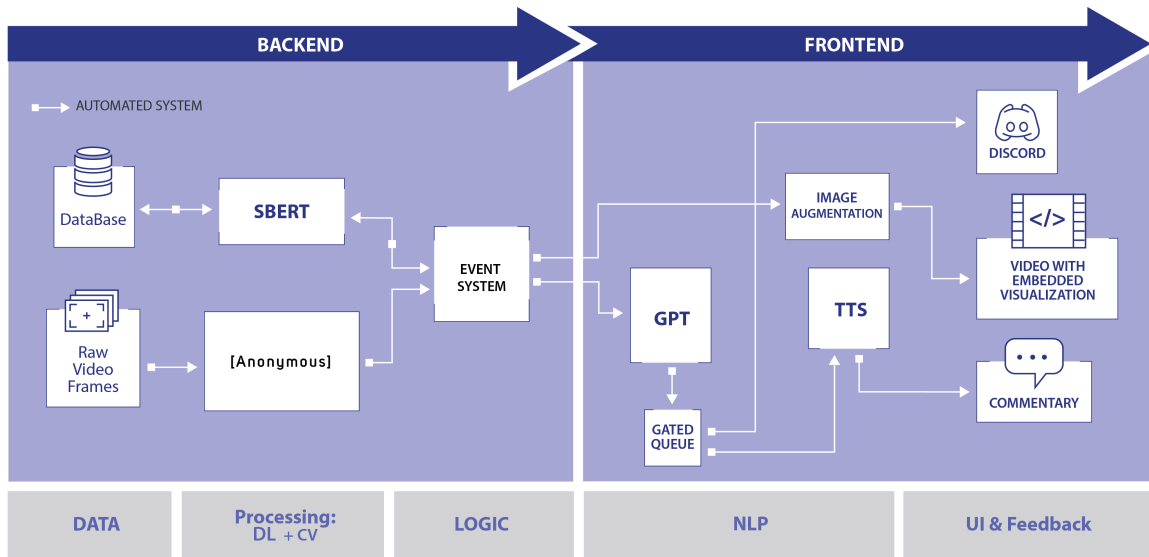 BACKEND
FRONTEND
AUTOMATED SYSTEM
DataBase
SBERT
EVENT
SYSTEM
Raw
Video
Frames
[Anonymous]
GPT
GATED
QUEUE
IMAGE
AUGMENTATION
TTS
DISCORD
</>
VIDEO WITH
EMBEDDED
VISUALIZATION
COMMENTARY
DATA
Processing:
DL + CV
LOGIC
NLP
UI & Feedback